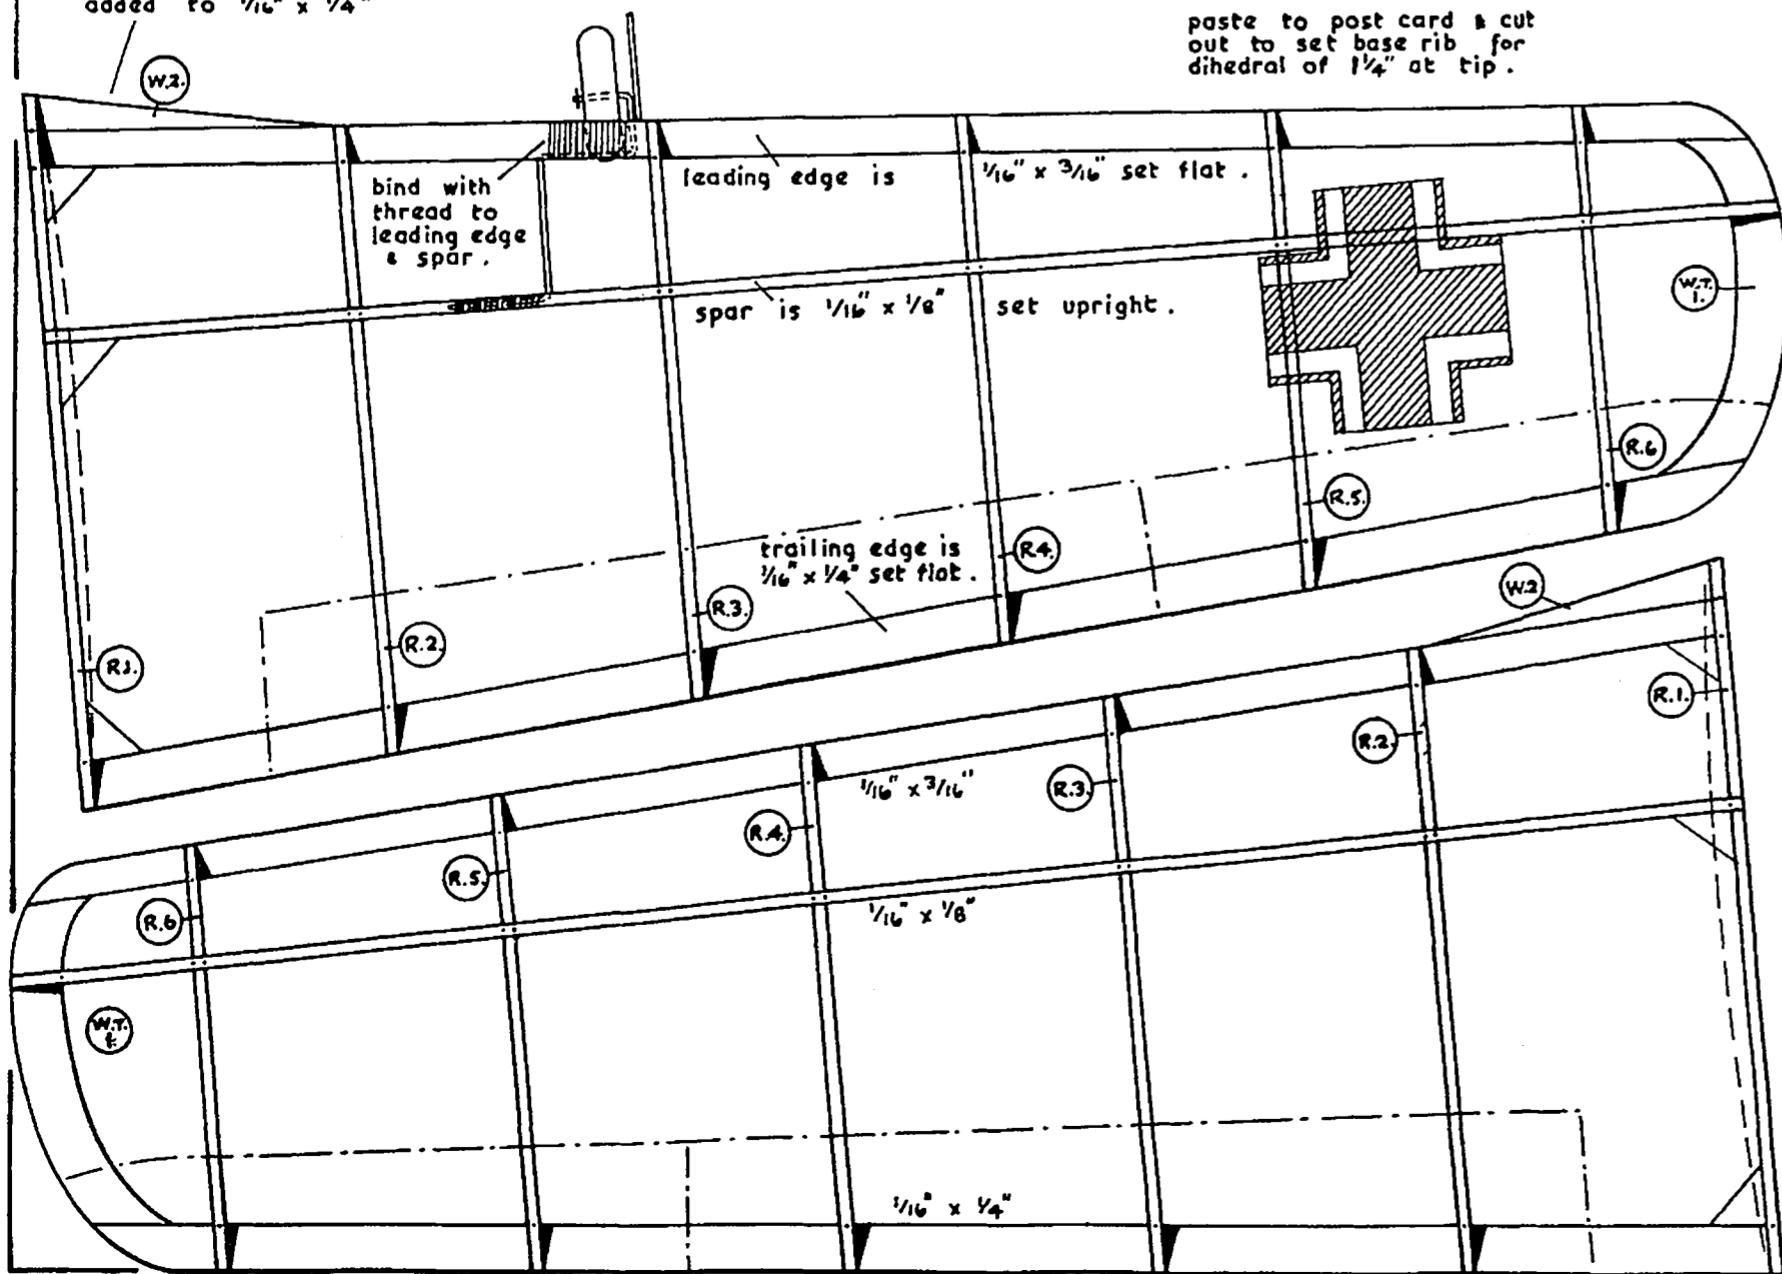 added to 1/16" x 1/4"
paste to post card & cut
out to set base rib for
dihedral of 1¼" at tip.
W.2.
bind with
thread to
leading edge
& spar.
leading edge is 1/16" x 3/16" set flat.
spar is 1/16" x 1/8" set upright.
W.T.
1.
R.6
R.5.
R.4.
trailing edge is
1/16" x 1/4" set flat.
R.3.
R.2.
R.1.
W.2
R.1.
R.2.
R.3.
1/16" x 3/16"
R.4.
R.5.
R.6
1/16" x 1/8"
W.T.
1/16" x 1/4"